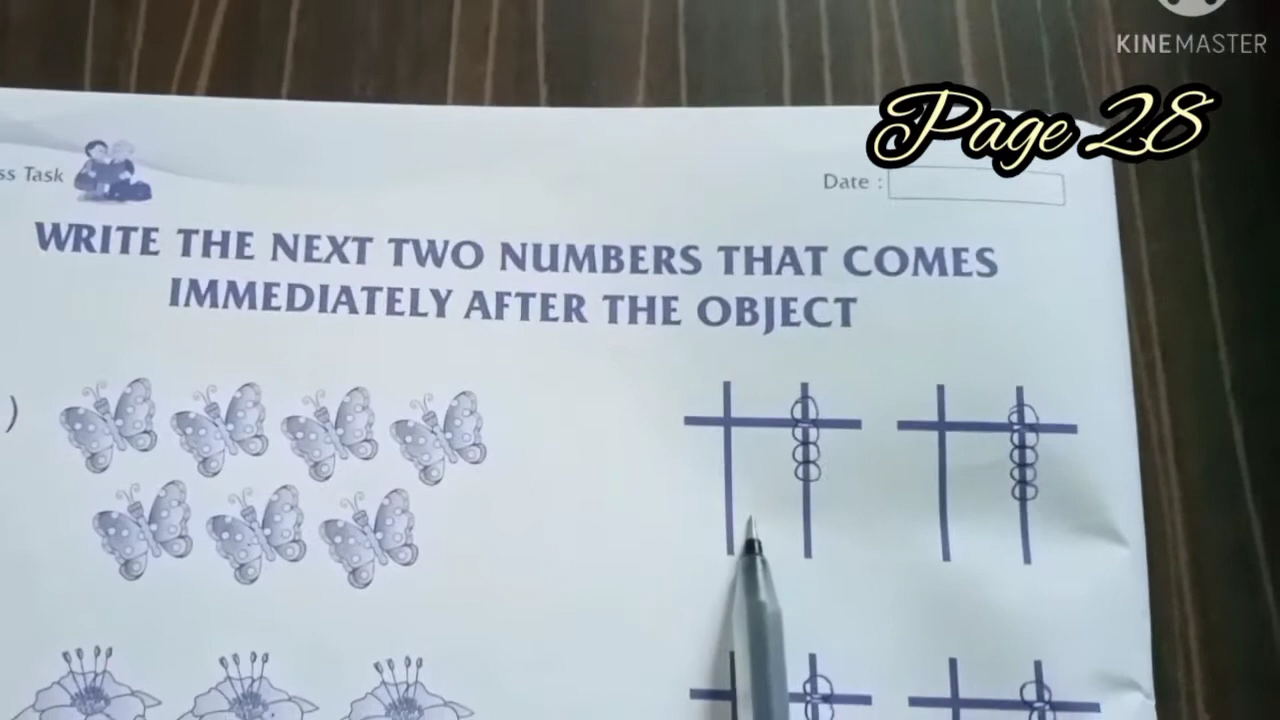 KINEMASTER
Page 28
ss Task
Date :
WRITE THE NEXT TWO NUMBERS THAT COMES
IMMEDIATELY AFTER THE OBJECT
)